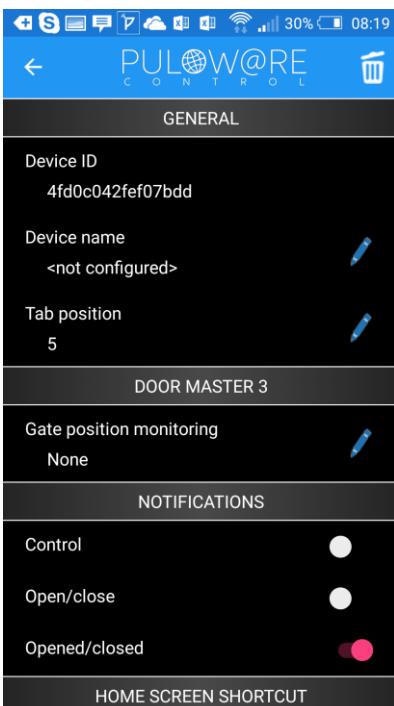 30% 08:19
PULOW@RE
CONTROL
GENERAL
Device ID
4fd0c042fef07bdd
Device name
<not configured>
Tab position
5
DOOR MASTER 3
Gate position monitoring
None
NOTIFICATIONS
Control
Open/close
Opened/closed
HOME SCREEN SHORTCUT